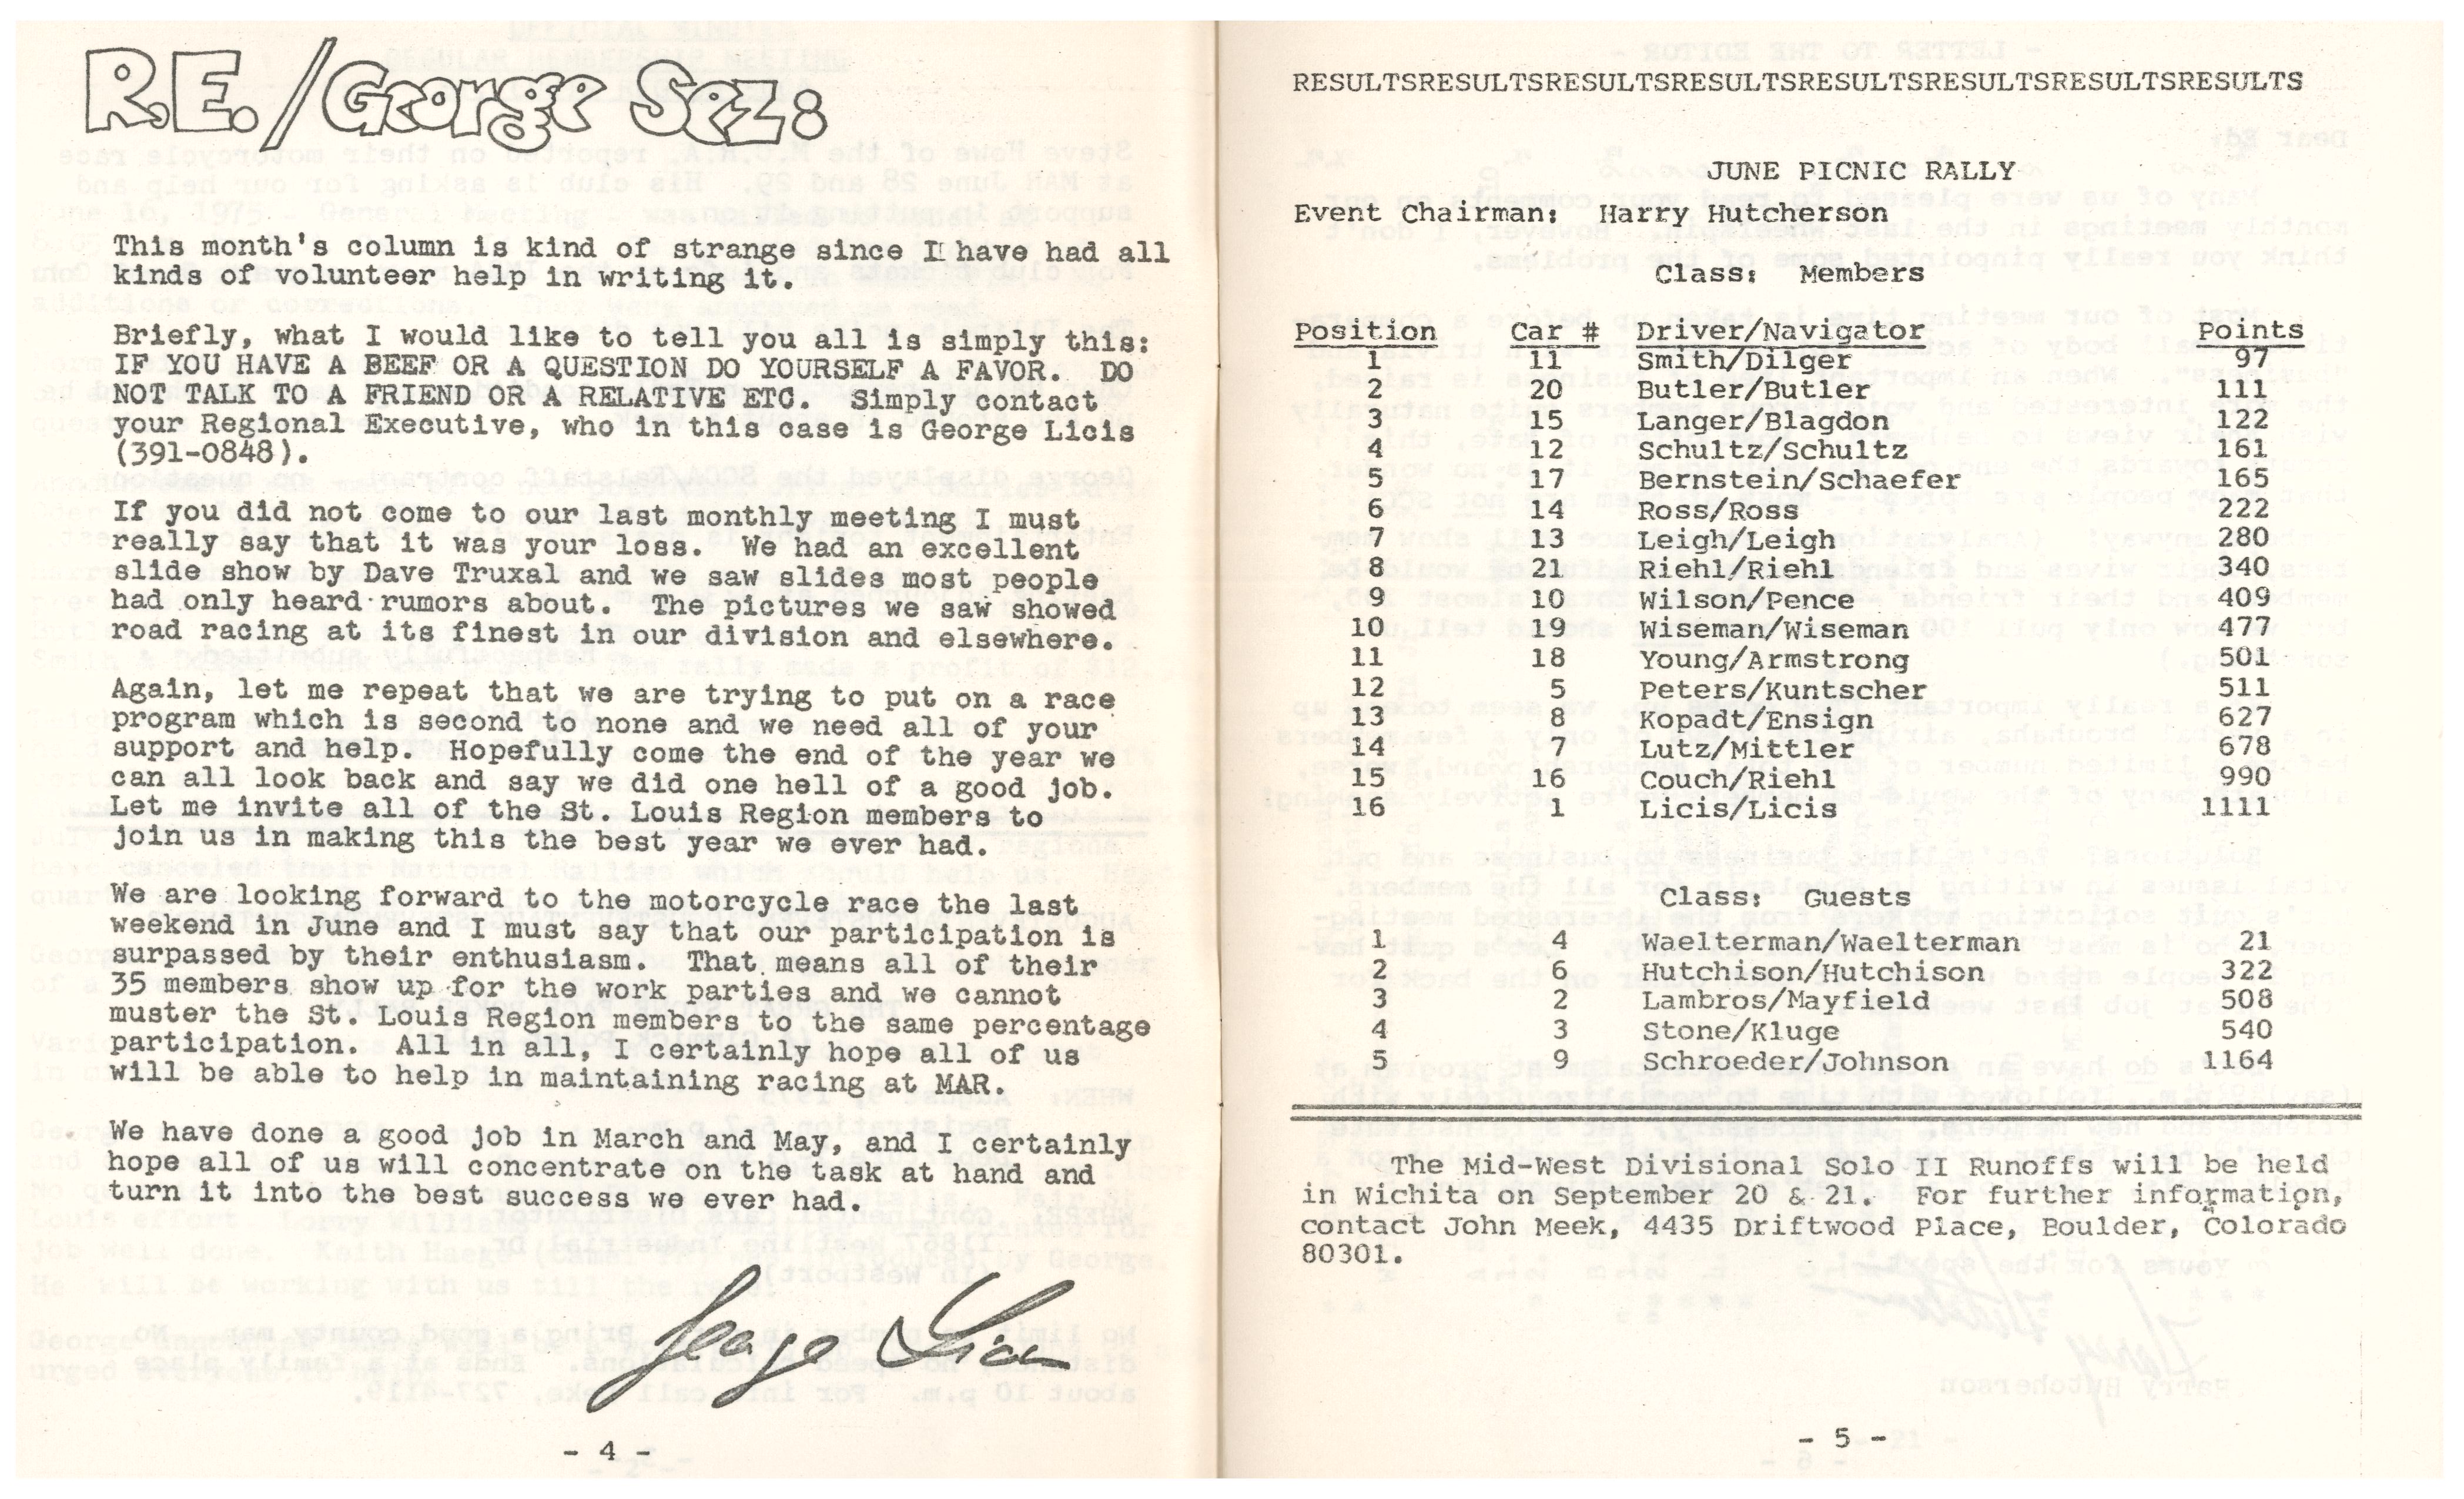 R.E./George Sez:
This month's column is kind of strange since I have had all
kinds of volunteer help in writing it.
Briefly, what I would like to tell you all is simply this:
IF YOU HAVE A BEEF OR A QUESTION DO YOURSELF A FAVOR. DO
NOT TALK TO A FRIEND OR A RELATIVE ETC. Simply contact
your Regional Executive, who in this case is George Licis
(391-0848).
If you did not come to our last monthly meeting I must
really say that it was your loss. We had an excellent
slide show by Dave Truxal and we saw slides most people
had only heard rumors about. The pictures we saw showed
road racing at its finest in our division and elsewhere.
Again, let me repeat that we are trying to put on a race
program which is second to none and we need all of your
support and help. Hopefully come the end of the year we
can all look back and say we did one hell of a good job.
Let me invite all of the St. Louis Region members to
join us in making this the best year we ever had.
We are looking forward to the motorcycle race the last
weekend in June and I must say that our participation is
surpassed by their enthusiasm. That means all of their
35 members show up for the work parties and we cannot
muster the St. Louis Region members to the same percentage
participation. All in all, I certainly hope all of us
will be able to help in maintaining racing at MAR.
We have done a good job in March and May, and I certainly
hope all of us will concentrate on the task at hand and
turn it into the best success we ever had.
George Licis
- 4 -
RESULTSRESULTSRESULTSRESULTSRESULTSRESULTSRESULTSRESULTS
JUNE PICNIC RALLY
Event Chairman: Harry Hutcherson
Class: Members
Position Car # Driver/Navigator Points
1 11 Smith/Dilger 97
2 20 Butler/Butler 111
3 15 Langer/Blagdon 122
4 12 Schultz/Schultz 161
5 17 Bernstein/Schaefer 165
6 14 Ross/Ross 222
7 13 Leigh/Leigh 280
8 21 Riehl/Riehl 340
9 10 Wilson/Pence 409
10 19 Wiseman/Wiseman 477
11 18 Young/Armstrong 501
12 5 Peters/Kuntscher 511
13 8 Kopadt/Ensign 627
14 7 Lutz/Mittler 678
15 16 Couch/Riehl 990
16 1 Licis/Licis 1111
Class: Guests
1 4 Waelterman/Waelterman 21
2 6 Hutchison/Hutchison 322
3 2 Lambros/Mayfield 508
4 3 Stone/Kluge 540
5 9 Schroeder/Johnson 1164
The Mid-West Divisional Solo II Runoffs will be held
in Wichita on September 20 & 21. For further information,
contact John Meek, 4435 Driftwood Place, Boulder, Colorado
80301.
- 5 -